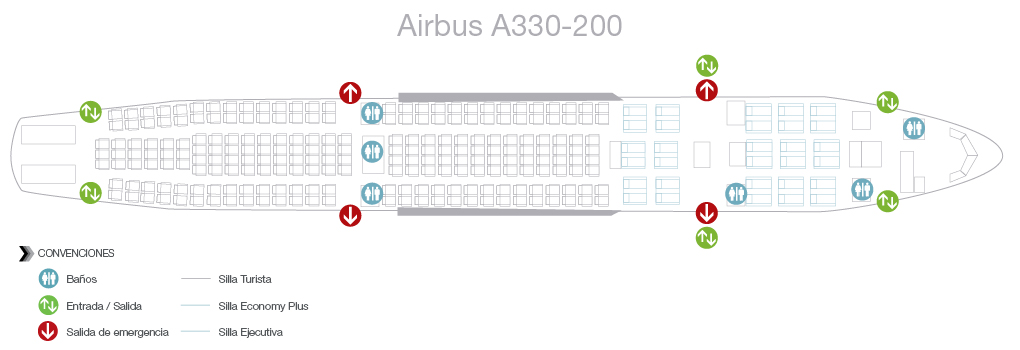 Airbus A330-200
CONVENCIONES
Baños
Silla Turista
Entrada / Salida
Silla Economy Plus
Salida de emergencia
Silla Ejecutiva